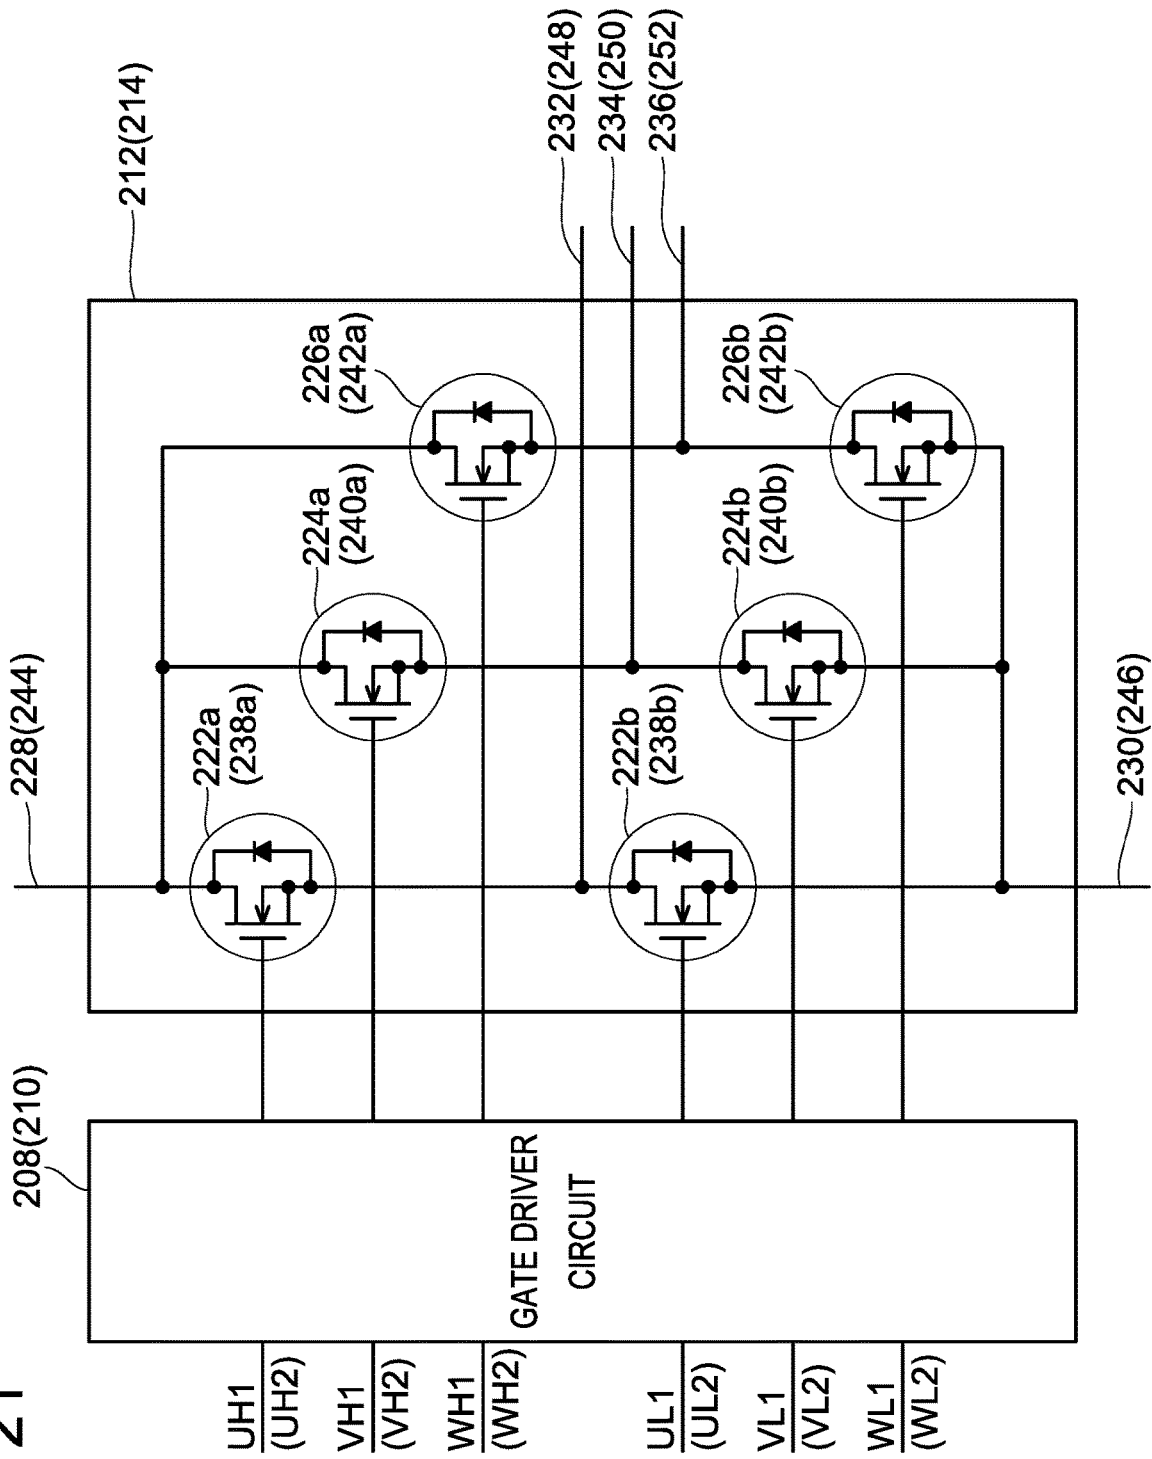 21
208(210)
228(244)
212(214)
222a
(238a)
UH1
(UH2)
224a
(240a)
226a
(242a)
VH1
(VH2)
WH1
(WH2)
GATE DRIVER
CIRCUIT
232(248)
234(250)
236(252)
222b
(238b)
UL1
(UL2)
224b
(240b)
226b
(242b)
VL1
(VL2)
WL1
(WL2)
230(246)